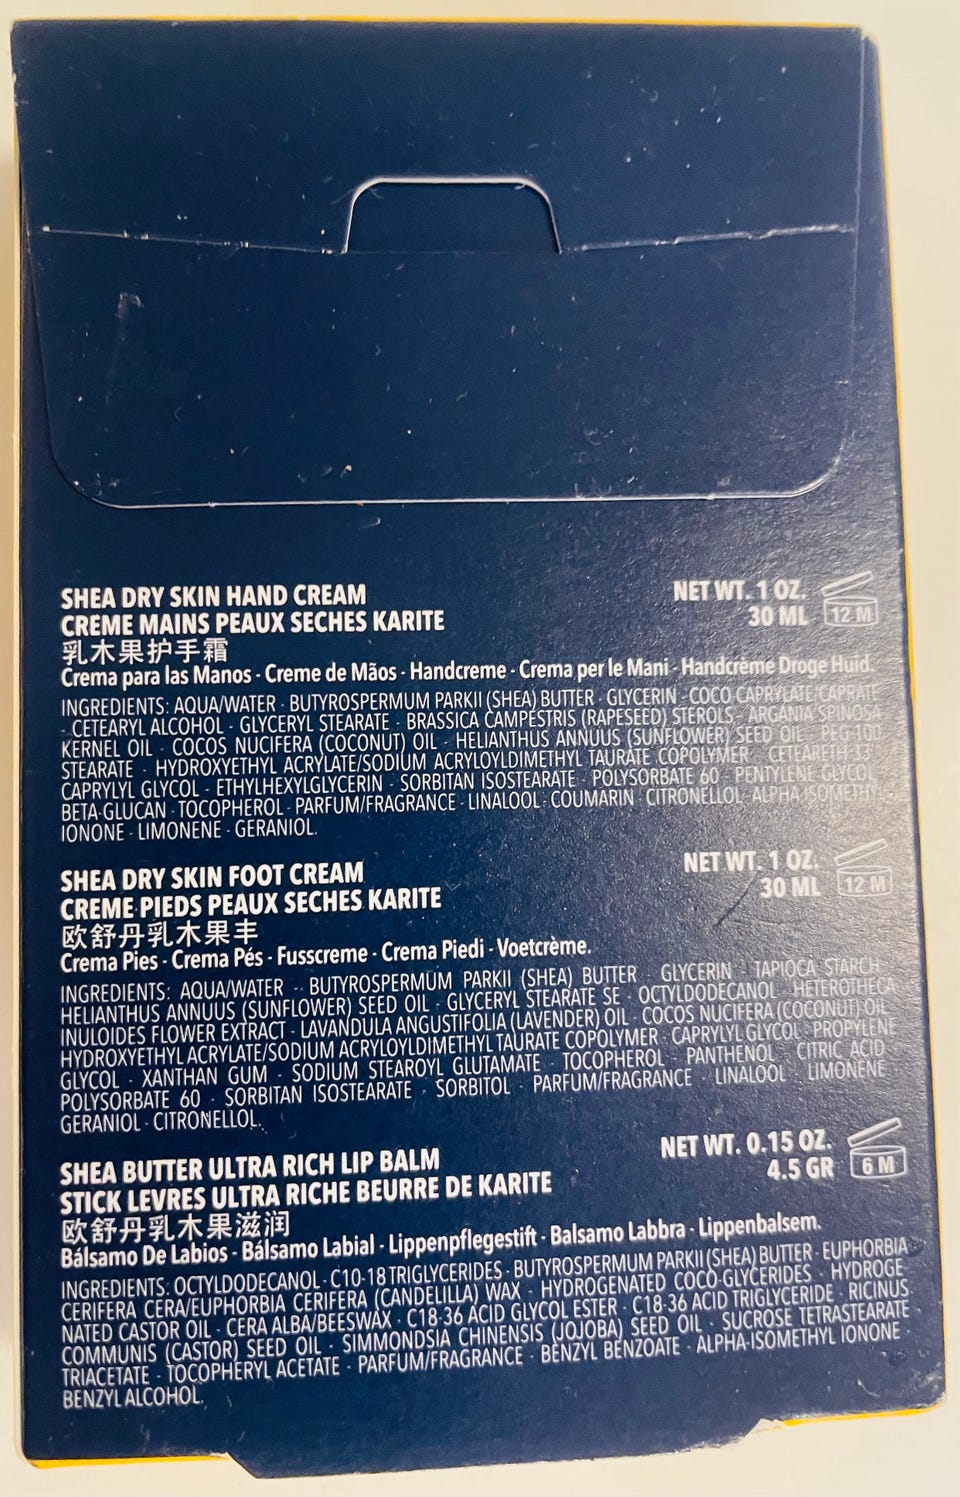 SHEA DRY SKIN HAND CREAM
CREME MAINS PEAUX SECHES KARITE
乳木果护手霜
Crema para las Manos - Creme de Mãos - Handcreme - Crema per le Mani - Handcrème Droge Huid.
NET WT. 1 OZ.
30 ML
12 M
INGREDIENTS: AQUA/WATER - BUTYROSPERMUM PARKII (SHEA) BUTTER - GLYCERIN - COCO-CAPRYLATE/CAPRATE
- CETEARYL ALCOHOL - GLYCERYL STEARATE - BRASSICA CAMPESTRIS (RAPESEED) STEROLS - ARGANIA SPINOSA
KERNEL OIL - COCOS NUCIFERA (COCONUT) OIL - HELIANTHUS ANNUUS (SUNFLOWER) SEED OIL - PEG-100
STEARATE - HYDROXYETHYL ACRYLATE/SODIUM ACRYLOYLDIMETHYL TAURATE COPOLYMER - CETEARETH-33
CAPRYLYL GLYCOL - ETHYLHEXYLGLYCERIN - SORBITAN ISOSTEARATE - POLYSORBATE 60 - PENTYLENE GLYCOL
BETA-GLUCAN - TOCOPHEROL - PARFUM/FRAGRANCE - LINALOOL - COUMARIN - CITRONELLOL - ALPHA-ISOMETHYL
IONONE - LIMONENE - GERANIOL.
SHEA DRY SKIN FOOT CREAM
CREME PIEDS PEAUX SECHES KARITE
欧舒丹乳木果丰
Crema Pies - Crema Pés - Fusscreme - Crema Piedi - Voetcrème.
NET WT. 1 OZ.
30 ML
12 M
INGREDIENTS: AQUA/WATER - BUTYROSPERMUM PARKII (SHEA) BUTTER - GLYCERIN - TAPIOCA STARCH -
HELIANTHUS ANNUUS (SUNFLOWER) SEED OIL - GLYCERYL STEARATE SE - OCTYLDODECANOL - HETEROTHECA
INULOIDES FLOWER EXTRACT - LAVANDULA ANGUSTIFOLIA (LAVENDER) OIL - COCOS NUCIFERA (COCONUT) OIL
HYDROXYETHYL ACRYLATE/SODIUM ACRYLOYLDIMETHYL TAURATE COPOLYMER - CAPRYLYL GLYCOL - PROPYLENE
GLYCOL - XANTHAN GUM - SODIUM STEAROYL GLUTAMATE - TOCOPHEROL - PANTHENOL - CITRIC ACID
POLYSORBATE 60 - SORBITAN ISOSTEARATE - SORBITOL - PARFUM/FRAGRANCE - LINALOOL - LIMONENE
GERANIOL - CITRONELLOL.
SHEA BUTTER ULTRA RICH LIP BALM
STICK LEVRES ULTRA RICHE BEURRE DE KARITE
欧舒丹乳木果滋润
Bálsamo De Labios - Bálsamo Labial - Lippenpflegestift - Balsamo Labbra - Lippenbalsem.
NET WT. 0.15 OZ.
4.5 GR
6 M
INGREDIENTS: OCTYLDODECANOL - C10-18 TRIGLYCERIDES - BUTYROSPERMUM PARKII (SHEA) BUTTER - EUPHORBIA
CERIFERA CERA/EUPHORBIA CERIFERA (CANDELILLA) WAX - HYDROGENATED COCO-GLYCERIDES - HYDROGE
NATED CASTOR OIL - CERA ALBA/BEESWAX - C18-36 ACID GLYCOL ESTER - C18-36 ACID TRIGLYCERIDE - RICINUS
COMMUNIS (CASTOR) SEED OIL - SIMMONDSIA CHINENSIS (JOJOBA) SEED OIL - SUCROSE TETRASTEARATE
TRIACETATE - TOCOPHERYL ACETATE - PARFUM/FRAGRANCE - BENZYL BENZOATE - ALPHA-ISOMETHYL IONONE
BENZYL ALCOHOL.